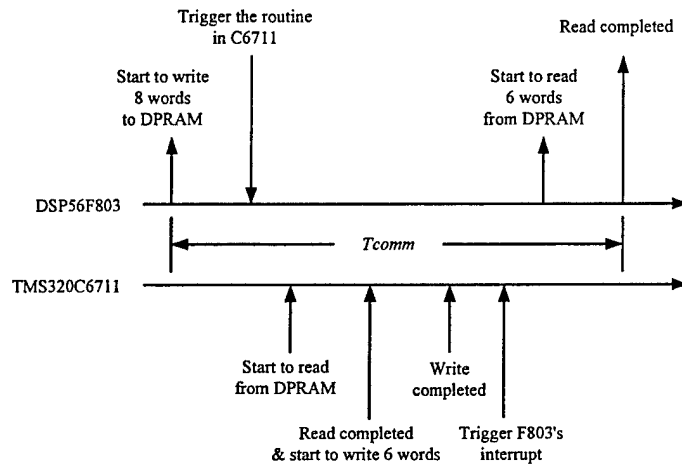 Trigger the routine
in C6711
Read completed
Start to write
8 words
to DPRAM
Start to read
6 words
from DPRAM
DSP56F803
Tcomm
TMS320C6711
Start to read
from DPRAM
Write
completed
Read completed
& start to write 6 words
Trigger F803's
interrupt